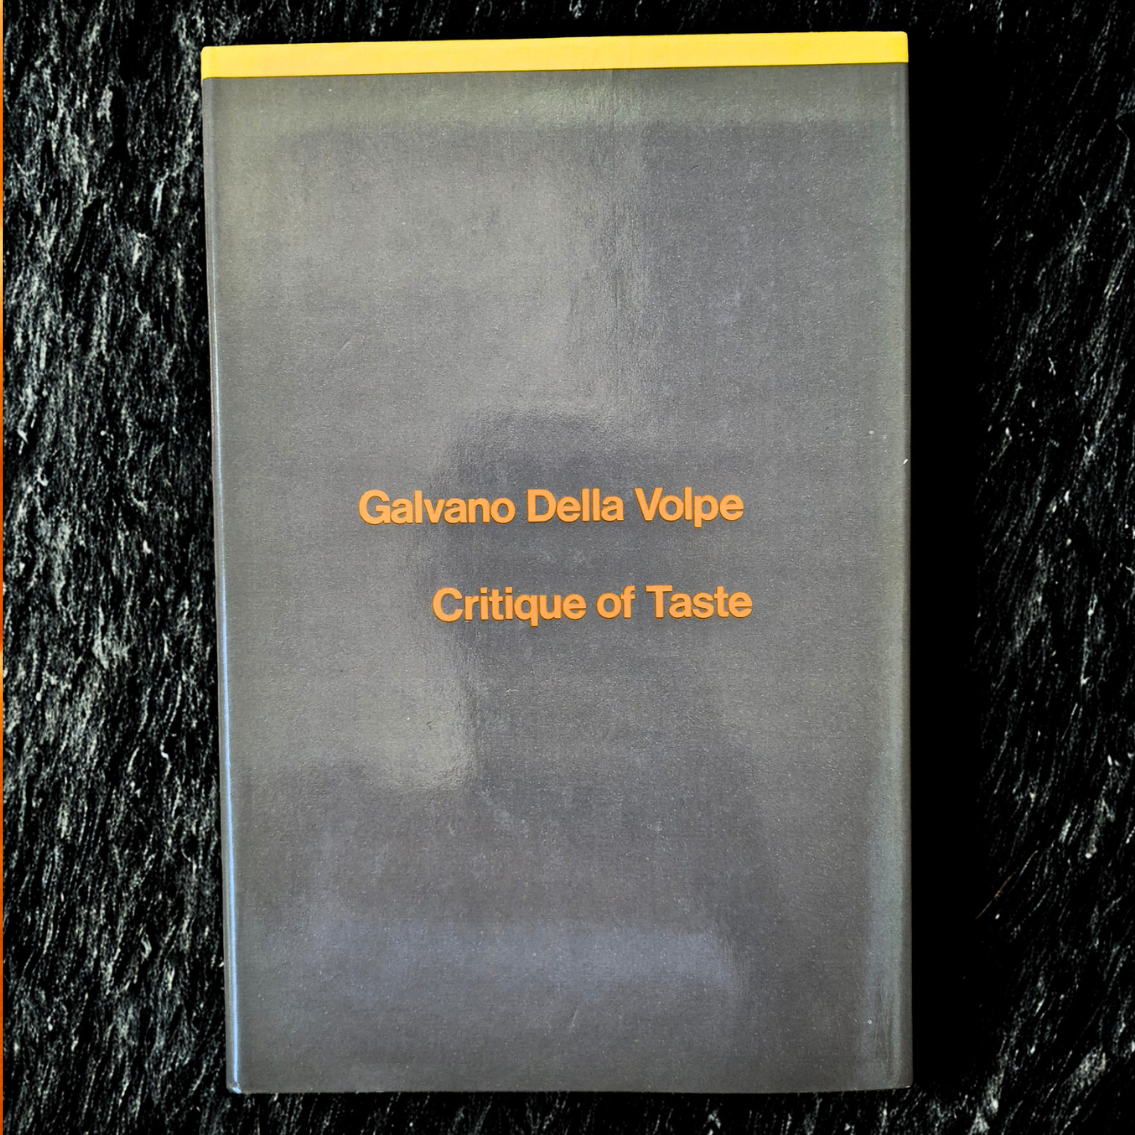 Galvano Della Volpe
Critique of Taste